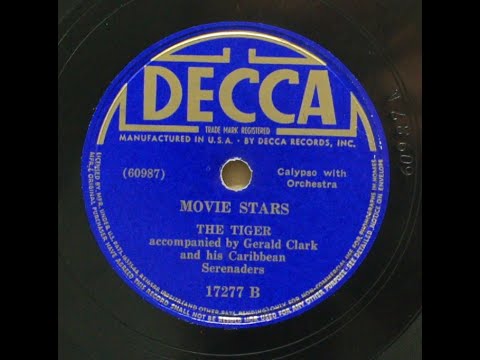 DECCA
TRADE MARK REGISTERED
MANUFACTURED IN U.S.A. - BY DECCA RECORDS, INC.
(60987)
Calypso with
Orchestra
MOVIE STARS
THE TIGER
accompanied by Gerald Clark
and his Caribbean
Serenaders
17277 B